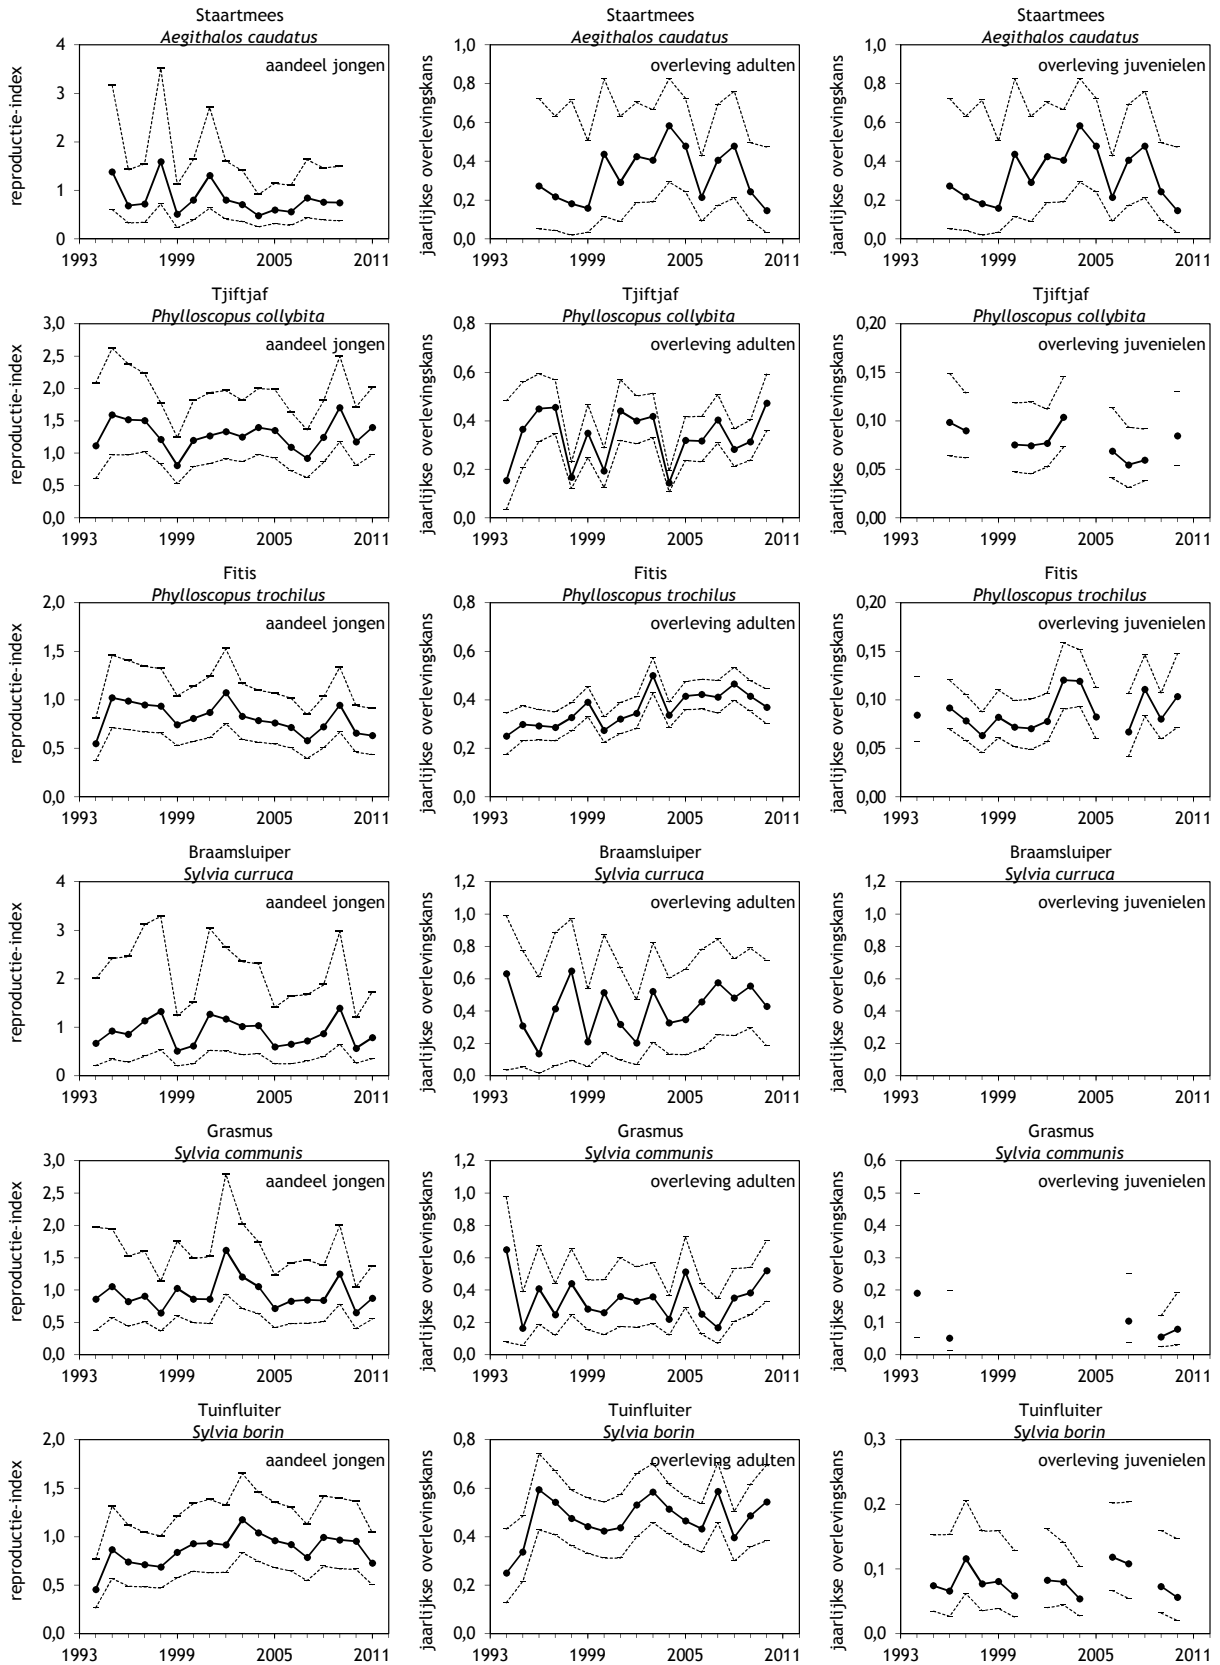 Staartmees
Aegithalos caudatus
aandeel jongen
reproductie-index
4
3
2
1
0
1993 1999 2005 2011
Staartmees
Aegithalos caudatus
overleving adulten
jaarlijkse overlevingskans
1,0
0,8
0,6
0,4
0,2
0,0
1993 1999 2005 2011
Staartmees
Aegithalos caudatus
overleving juvenielen
jaarlijkse overlevingskans
1,0
0,8
0,6
0,4
0,2
0,0
1993 1999 2005 2011
Tjiftjaf
Phylloscopus collybita
aandeel jongen
reproductie-index
3,0
2,5
2,0
1,5
1,0
0,5
0,0
1993 1999 2005 2011
Tjiftjaf
Phylloscopus collybita
overleving adulten
jaarlijkse overlevingskans
0,8
0,6
0,4
0,2
0,0
1993 1999 2005 2011
Tjiftjaf
Phylloscopus collybita
overleving juvenielen
jaarlijkse overlevingskans
0,20
0,15
0,10
0,05
0,00
1993 1999 2005 2011
Fitis
Phylloscopus trochilus
aandeel jongen
reproductie-index
2,0
1,5
1,0
0,5
0,0
1993 1999 2005 2011
Fitis
Phylloscopus trochilus
overleving adulten
jaarlijkse overlevingskans
0,8
0,6
0,4
0,2
0,0
1993 1999 2005 2011
Fitis
Phylloscopus trochilus
overleving juvenielen
jaarlijkse overlevingskans
0,20
0,15
0,10
0,05
0,00
1993 1999 2005 2011
Braamsluiper
Sylvia curruca
aandeel jongen
reproductie-index
4
3
2
1
0
1993 1999 2005 2011
Braamsluiper
Sylvia curruca
overleving adulten
jaarlijkse overlevingskans
1,2
1,0
0,8
0,6
0,4
0,2
0,0
1993 1999 2005 2011
Braamsluiper
Sylvia curruca
overleving juvenielen
jaarlijkse overlevingskans
1,2
1,0
0,8
0,6
0,4
0,2
0,0
1993 1999 2005 2011
Grasmus
Sylvia communis
aandeel jongen
reproductie-index
3,0
2,5
2,0
1,5
1,0
0,5
0,0
1993 1999 2005 2011
Grasmus
Sylvia communis
overleving adulten
jaarlijkse overlevingskans
1,2
1,0
0,8
0,6
0,4
0,2
0,0
1993 1999 2005 2011
Grasmus
Sylvia communis
overleving juvenielen
jaarlijkse overlevingskans
0,6
0,5
0,4
0,3
0,2
0,1
0,0
1993 1999 2005 2011
Tuinfluiter
Sylvia borin
aandeel jongen
reproductie-index
2,0
1,5
1,0
0,5
0,0
1993 1999 2005 2011
Tuinfluiter
Sylvia borin
overleving adulten
jaarlijkse overlevingskans
0,8
0,6
0,4
0,2
0,0
1993 1999 2005 2011
Tuinfluiter
Sylvia borin
overleving juvenielen
jaarlijkse overlevingskans
0,3
0,2
0,1
0,0
1993 1999 2005 2011